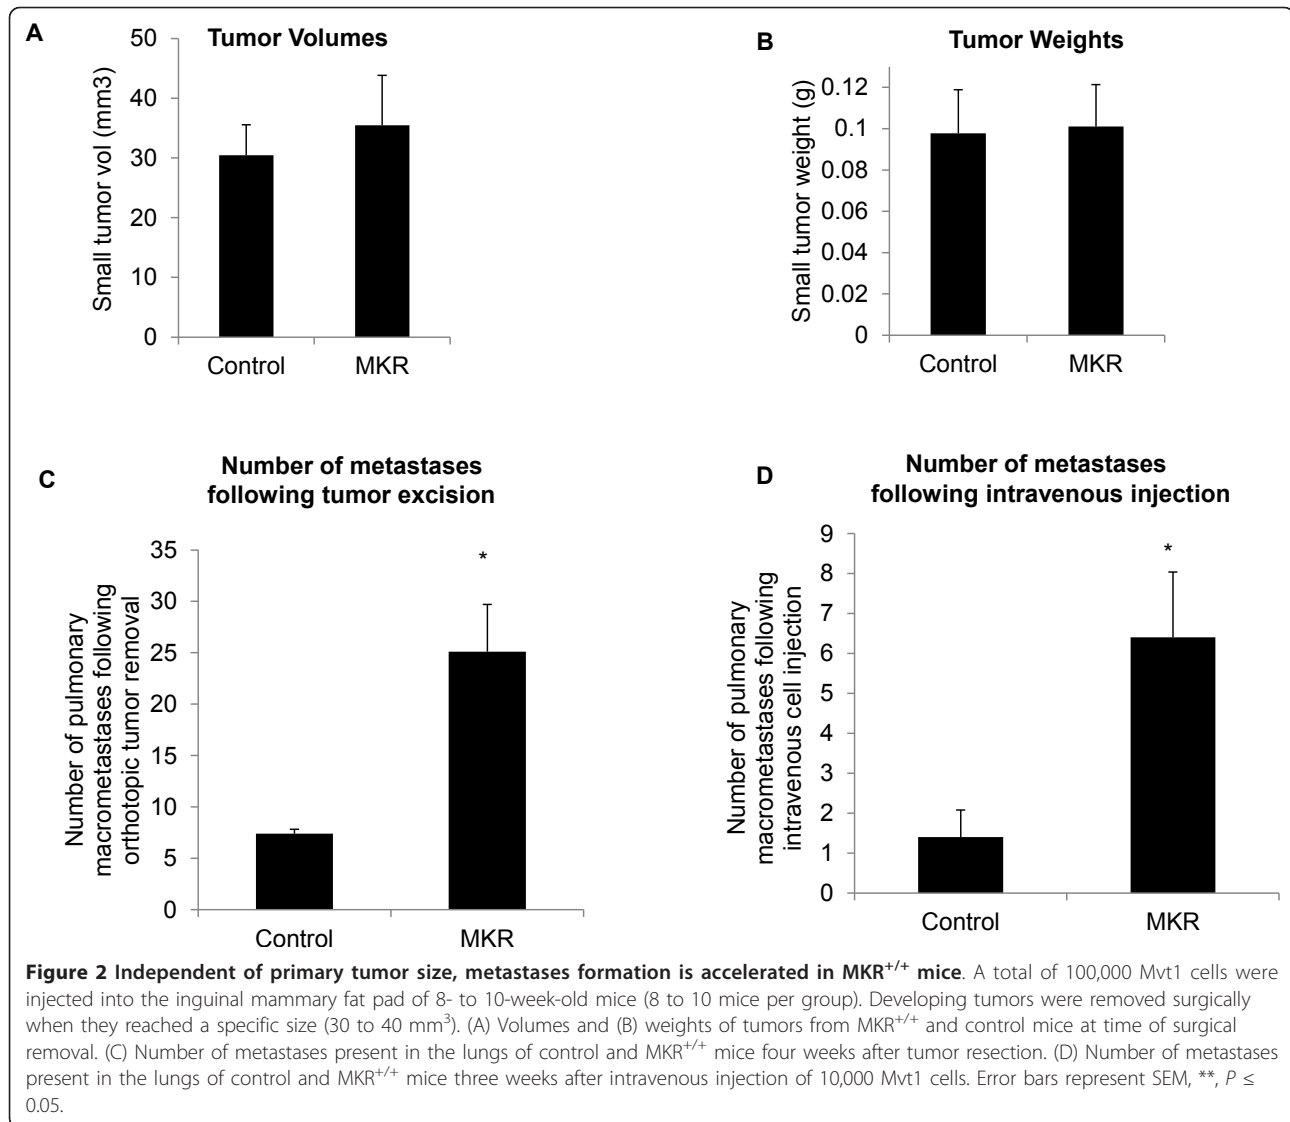 A
Tumor Volumes
50
40
30
20
10
0
Small tumor vol (mm3)
Control MKR
B
Tumor Weights
0.12
0.1
0.08
0.06
0.04
0.02
0
Small tumor weight (g)
Control MKR
C
Number of metastases
following tumor excision
35
30
25
20
15
10
5
0
Number of pulmonary
macrometastases following
orthotopic tumor removal
*
Control MKR
D
Number of metastases
following intravenous injection
9
8
7
6
5
4
3
2
1
0
Number of pulmonary
macrometastases following
intravenous cell injection
*
Control MKR
Figure 2 Independent of primary tumor size, metastases formation is accelerated in MKR+/+ mice. A total of 100,000 Mvt1 cells were
injected into the inguinal mammary fat pad of 8- to 10-week-old mice (8 to 10 mice per group). Developing tumors were removed surgically
when they reached a specific size (30 to 40 mm³). (A) Volumes and (B) weights of tumors from MKR+/+ and control mice at time of surgical
removal. (C) Number of metastases present in the lungs of control and MKR+/+ mice four weeks after tumor resection. (D) Number of metastases
present in the lungs of control and MKR+/+ mice three weeks after intravenous injection of 10,000 Mvt1 cells. Error bars represent SEM, **, P ≤
0.05.